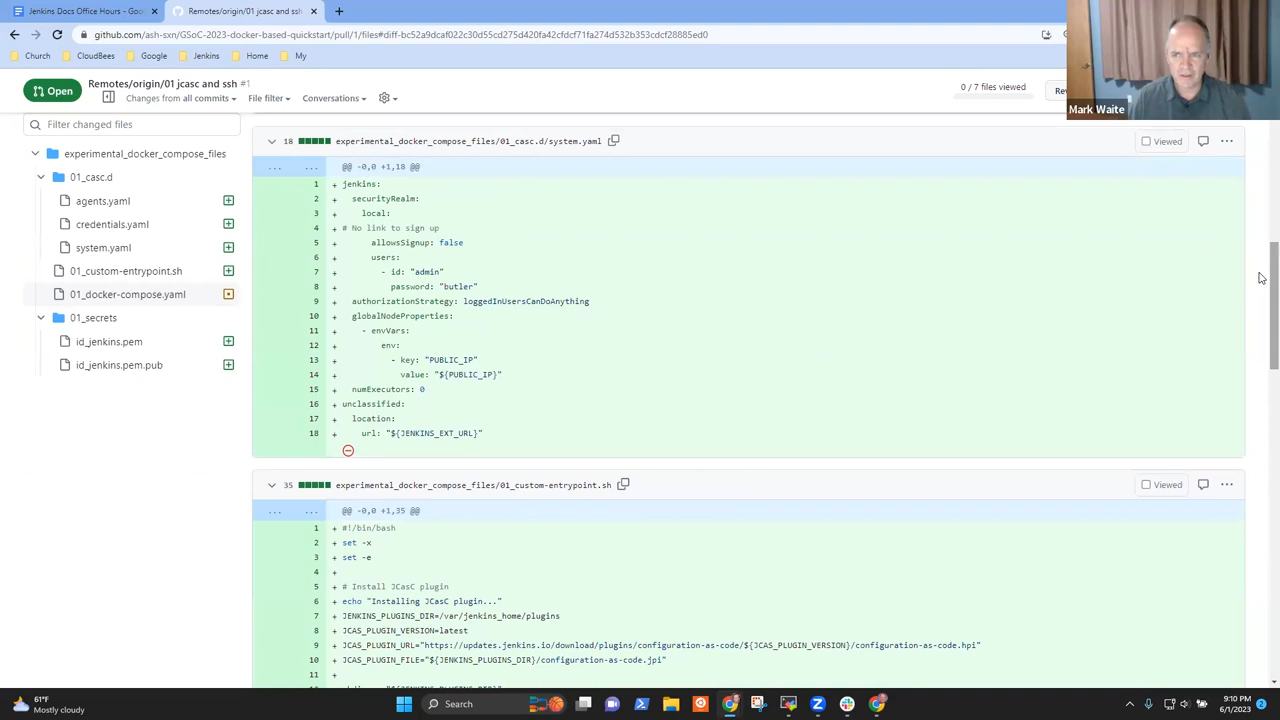 Jenkins Docs Office Hours - Goo
Remotes/origin/01 jcasc and ssh
github.com/ash-sxn/GSoC-2023-docker-based-quickstart/pull/1/files#diff-bc52a9dcaf022c30d55cd275d420fa42fcdcf71fa274d532b353cdcf28885ed0
Church CloudBees Google Jenkins Home My
Mark Waite
Open
Remotes/origin/01 jcasc and ssh #1
Changes from all commits File filter Conversations
0 / 7 files viewed
Rev
Filter changed files
experimental_docker_compose_files
01_casc.d
agents.yaml
credentials.yaml
system.yaml
01_custom-entrypoint.sh
01_docker-compose.yaml
01_secrets
id_jenkins.pem
id_jenkins.pem.pub
18 experimental_docker_compose_files/01_casc.d/system.yaml Viewed
... ... @@ -0,0 +1,18 @@
1 + jenkins:
2 + securityRealm:
3 + local:
4 + # No link to sign up
5 + allowsSignup: false
6 + users:
7 + - id: "admin"
8 + password: "butler"
9 + authorizationStrategy: loggedInUsersCanDoAnything
10 + globalNodeProperties:
11 + - envVars:
12 + env:
13 + - key: "PUBLIC_IP"
14 + value: "${PUBLIC_IP}"
15 + numExecutors: 0
16 + unclassified:
17 + location:
18 + url: "${JENKINS_EXT_URL}"
35 experimental_docker_compose_files/01_custom-entrypoint.sh Viewed
... ... @@ -0,0 +1,35 @@
1 + #!/bin/bash
2 + set -x
3 + set -e
4 +
5 + # Install JCasC plugin
6 + echo "Installing JCasC plugin..."
7 + JENKINS_PLUGINS_DIR=/var/jenkins_home/plugins
8 + JCAS_PLUGIN_VERSION=latest
9 + JCAS_PLUGIN_URL="https://updates.jenkins.io/download/plugins/configuration-as-code/${JCAS_PLUGIN_VERSION}/configuration-as-code.hpi"
10 + JCAS_PLUGIN_FILE="${JENKINS_PLUGINS_DIR}/configuration-as-code.jpi"
11 +
61°F
Mostly cloudy
Search
9:10 PM
6/1/2023
2